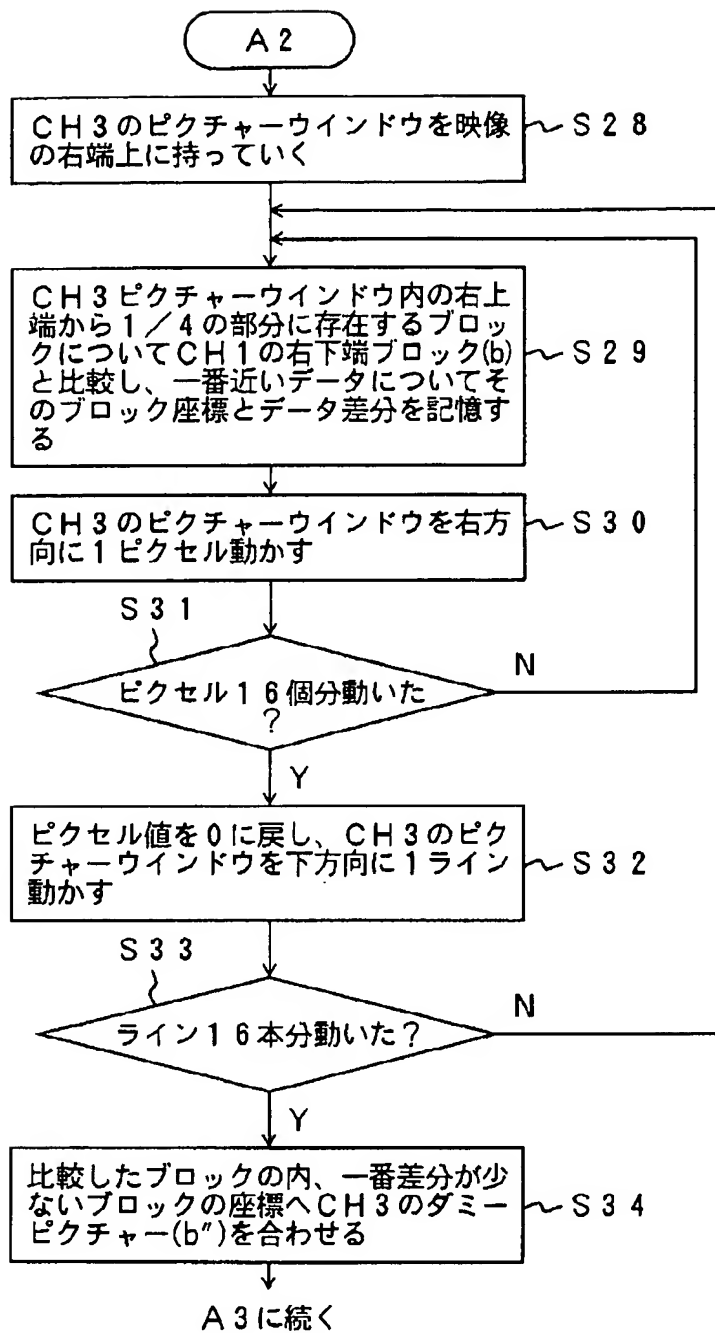 A2
CH3のピクチャーウインドウを映像
の右端上に持っていく
S28
CH3ピクチャーウインドウ内の右上
端から1／4の部分に存在するブロッ
クについてCH1の右下端ブロック(b)
と比較し、一番近いデータについてそ
のブロック座標とデータ差分を記憶す
る
S29
CH3のピクチャーウインドウを右方
向に1ピクセル動かす
S30
S31
ピクセル16個分動いた
?
N
Y
ピクセル値を0に戻し、CH3のピク
チャーウインドウを下方向に1ライン
動かす
S32
S33
ライン16本分動いた?
N
Y
比較したブロックの内、一番差分が少
ないブロックの座標へCH3のダミー
ピクチャー(b″)を合わせる
S34
A3に続く